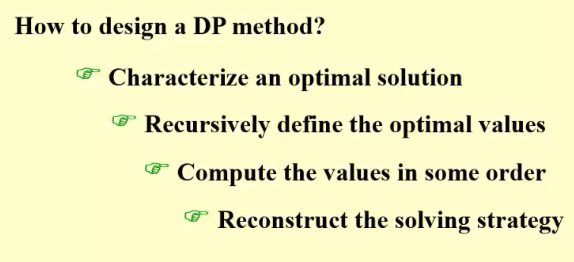 How to design a DP method?
Characterize an optimal solution
Recursively define the optimal values
Compute the values in some order
Reconstruct the solving strategy